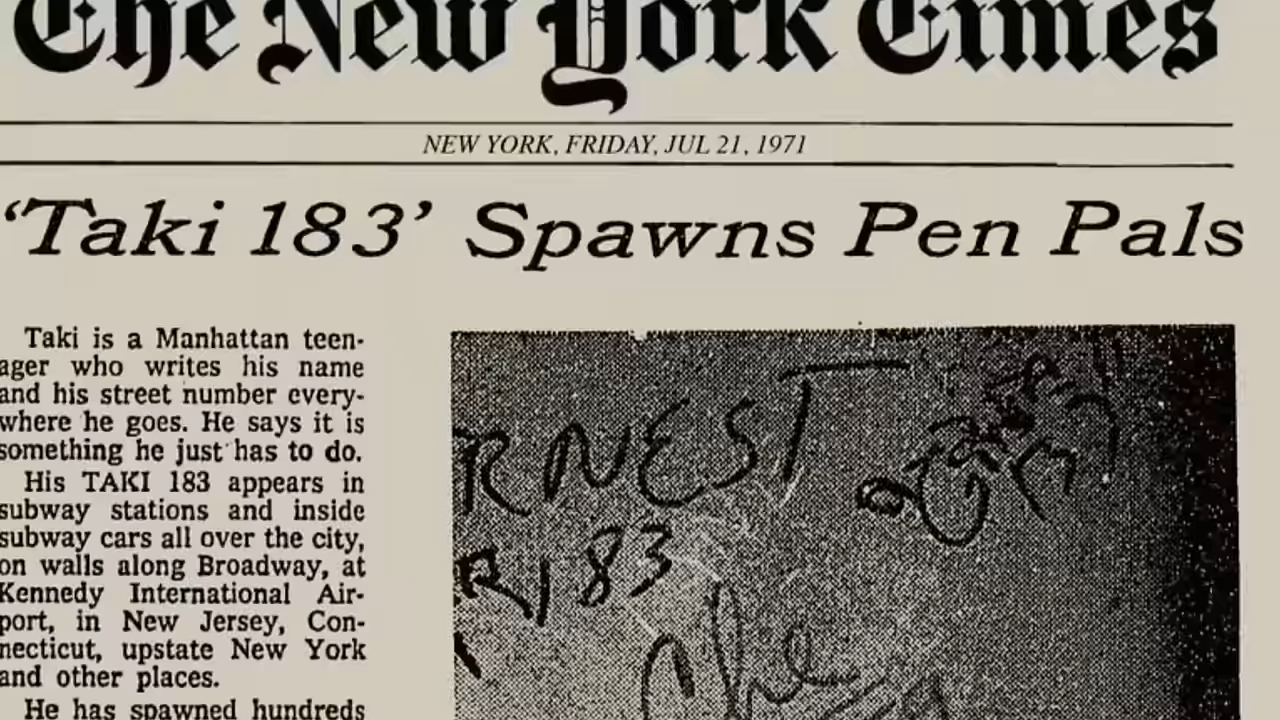 The New York Times
NEW YORK, FRIDAY, JUL 21, 1971
‘Taki 183’ Spawns Pen Pals
Taki is a Manhattan teen-
ager who writes his name
and his street number every-
where he goes. He says it is
something he just has to do.
His TAKI 183 appears in
subway stations and inside
subway cars all over the city,
on walls along Broadway, at
Kennedy International Air-
port, in New Jersey, Con-
necticut, upstate New York
and other places.
He has spawned hundreds
RNEST
R183
Che